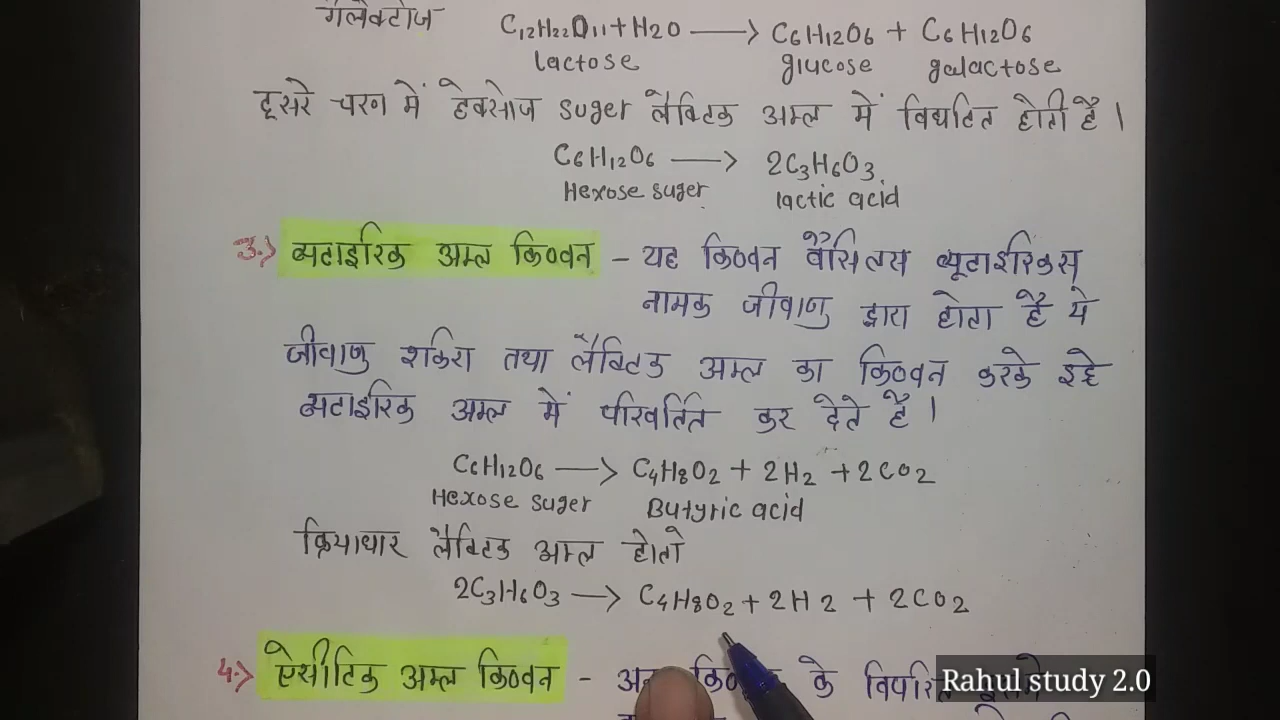 गैलेक्टोज
C12H22O11+H2O ⟶ C6H12O6 + C6H12O6
lactose glucose galactose
दूसरे चरण में हेक्सोज suger लैक्टिक अम्ल में विघटित होती है।
C6H12O6 ⟶ 2C3H6O3
Hexose suger lactic acid
3.) ब्यूटाइरिक अम्ल किण्वन - यह किण्वन बैसिलस ब्यूटाइरिकस
नामक जीवाणु द्वारा होता है ये
जीवाणु शर्करा तथा लैक्टिक अम्ल का किण्वन करके इन्हें
ब्यूटाइरिक अम्ल में परिवर्तित कर देते है।
C6H12O6 ⟶ C4H8O2 + 2H2 + 2CO2
Hexose suger Butyric acid
क्रियाधार लैक्टिक अम्ल हो तो
2C3H6O3 ⟶ C4H8O2 + 2H2 + 2CO2
4.) ऐसीटिक अम्ल किण्वन - के विपरित
Rahul study 2.0